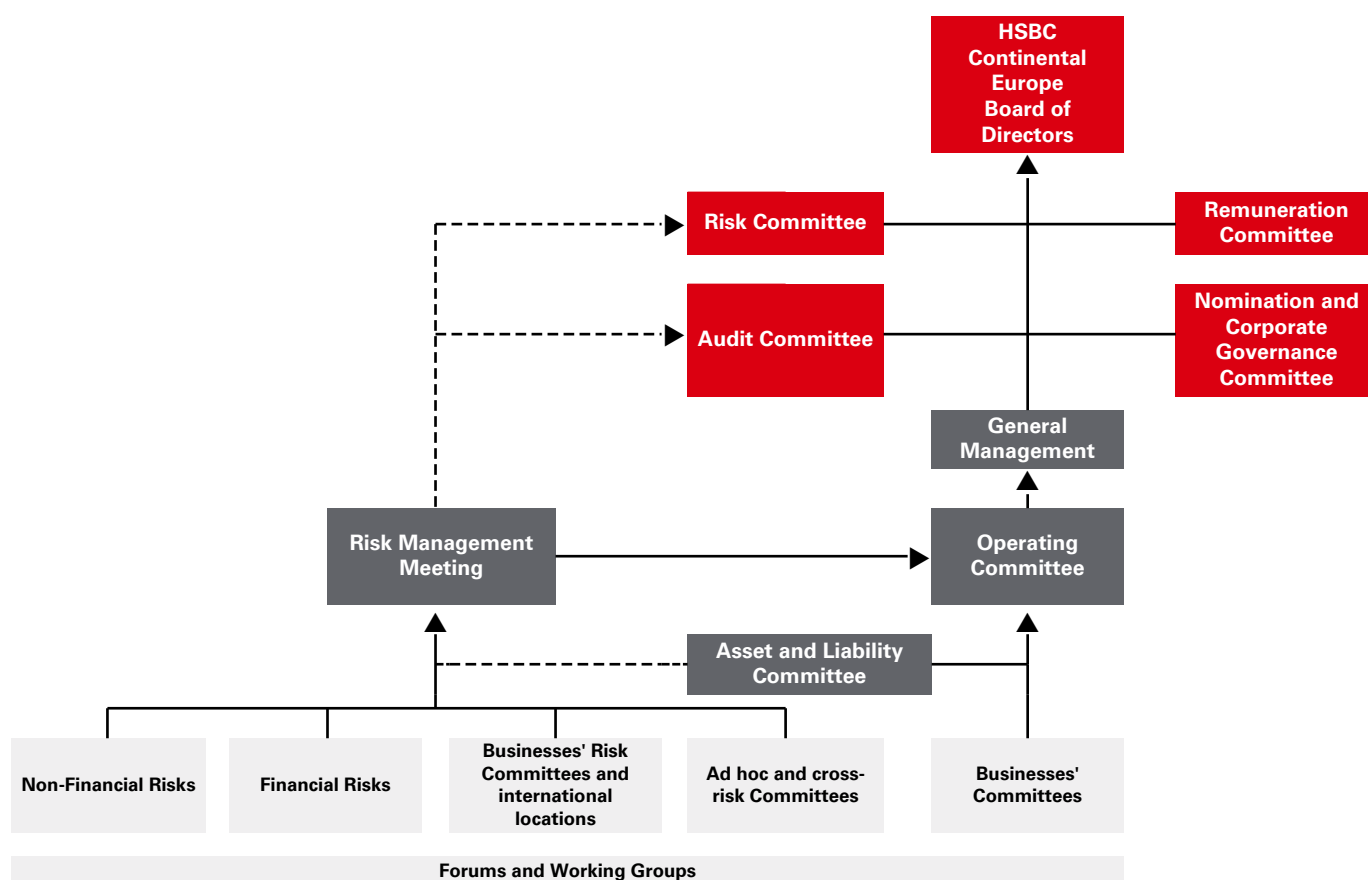 HSBC
Continental
Europe
Board of
Directors
Risk Committee
Remuneration
Committee
Audit Committee
Nomination and
Corporate
Governance
Committee
General
Management
Risk Management
Meeting
Operating
Committee
Asset and Liability
Committee
Non-Financial Risks
Financial Risks
Businesses' Risk
Committees and
international
locations
Ad hoc and cross-
risk Committees
Businesses'
Committees
Forums and Working Groups